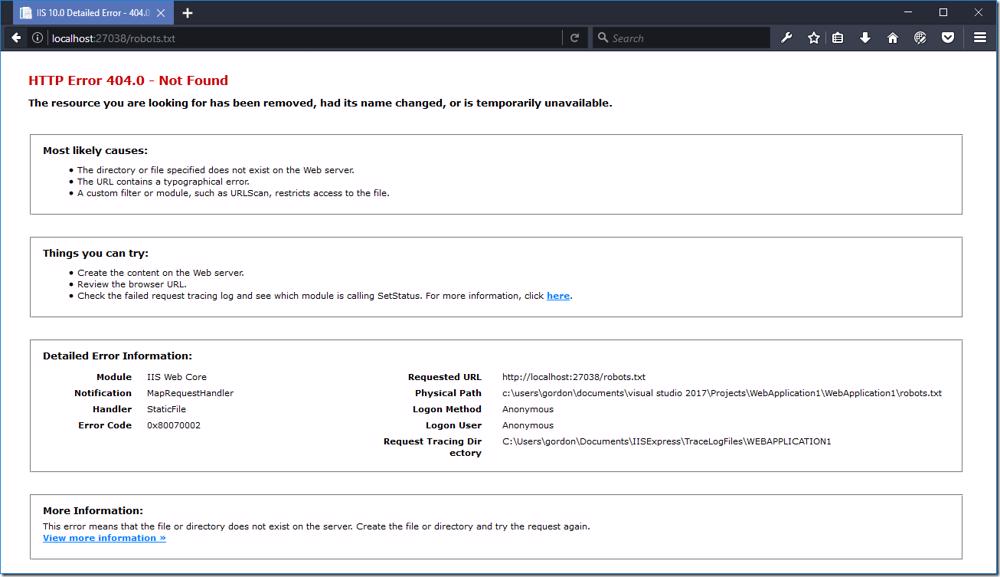 IIS 10.0 Detailed Error - 404.0
localhost:27038/robots.txt
Search
HTTP Error 404.0 - Not Found
The resource you are looking for has been removed, had its name changed, or is temporarily unavailable.
Most likely causes:
• The directory or file specified does not exist on the Web server.
• The URL contains a typographical error.
• A custom filter or module, such as URLScan, restricts access to the file.
Things you can try:
• Create the content on the Web server.
• Review the browser URL.
• Check the failed request tracing log and see which module is calling SetStatus. For more information, click here.
Detailed Error Information:
Module IIS Web Core
Notification MapRequestHandler
Handler StaticFile
Error Code 0x80070002
Requested URL http://localhost:27038/robots.txt
Physical Path c:\users\gordon\documents\visual studio 2017\Projects\WebApplication1\WebApplication1\robots.txt
Logon Method Anonymous
Logon User Anonymous
Request Tracing Dir C:\Users\gordon\Documents\IISExpress\TraceLogFiles\WEBAPPLICATION1
ectory
More Information:
This error means that the file or directory does not exist on the server. Create the file or directory and try the request again.
View more information »